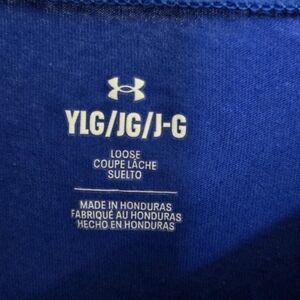 YLG/JG/J-G
LOOSE
COUPE LÂCHE
SUELTO
MADE IN HONDURAS
FABRIQUÉ AU HONDURAS
HECHO EN HONDURAS